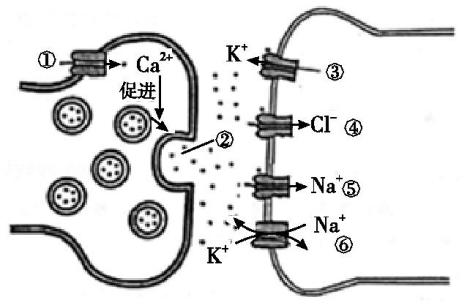 ①
Ca²⁺
促进
②
K⁺
③
Cl⁻ ④
Na⁺ ⑤
Na⁺
⑥
K⁺